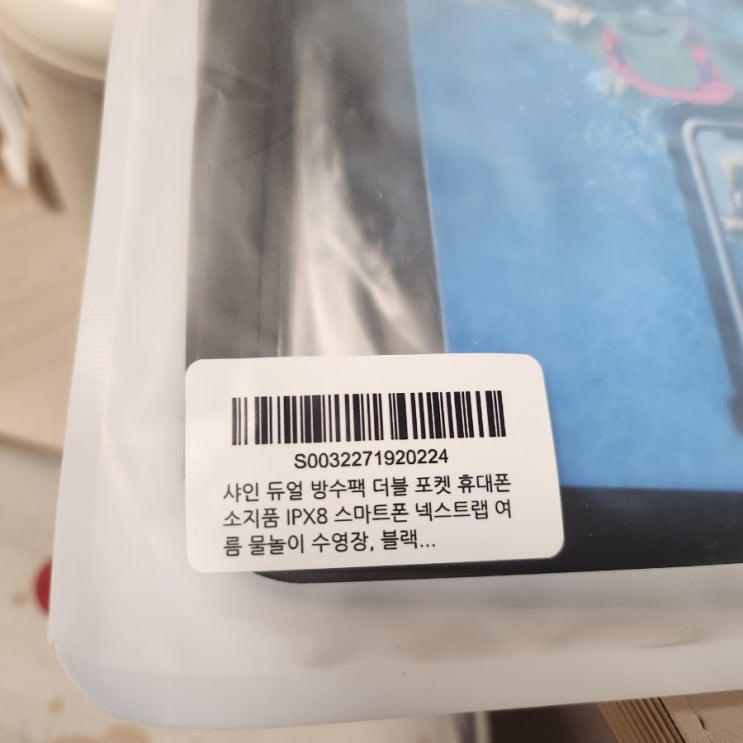 S0032271920224
샤인 듀얼 방수팩 더블 포켓 휴대폰
소지품 IPX8 스마트폰 넥스트랩 여
름 물놀이 수영장, 블랙...